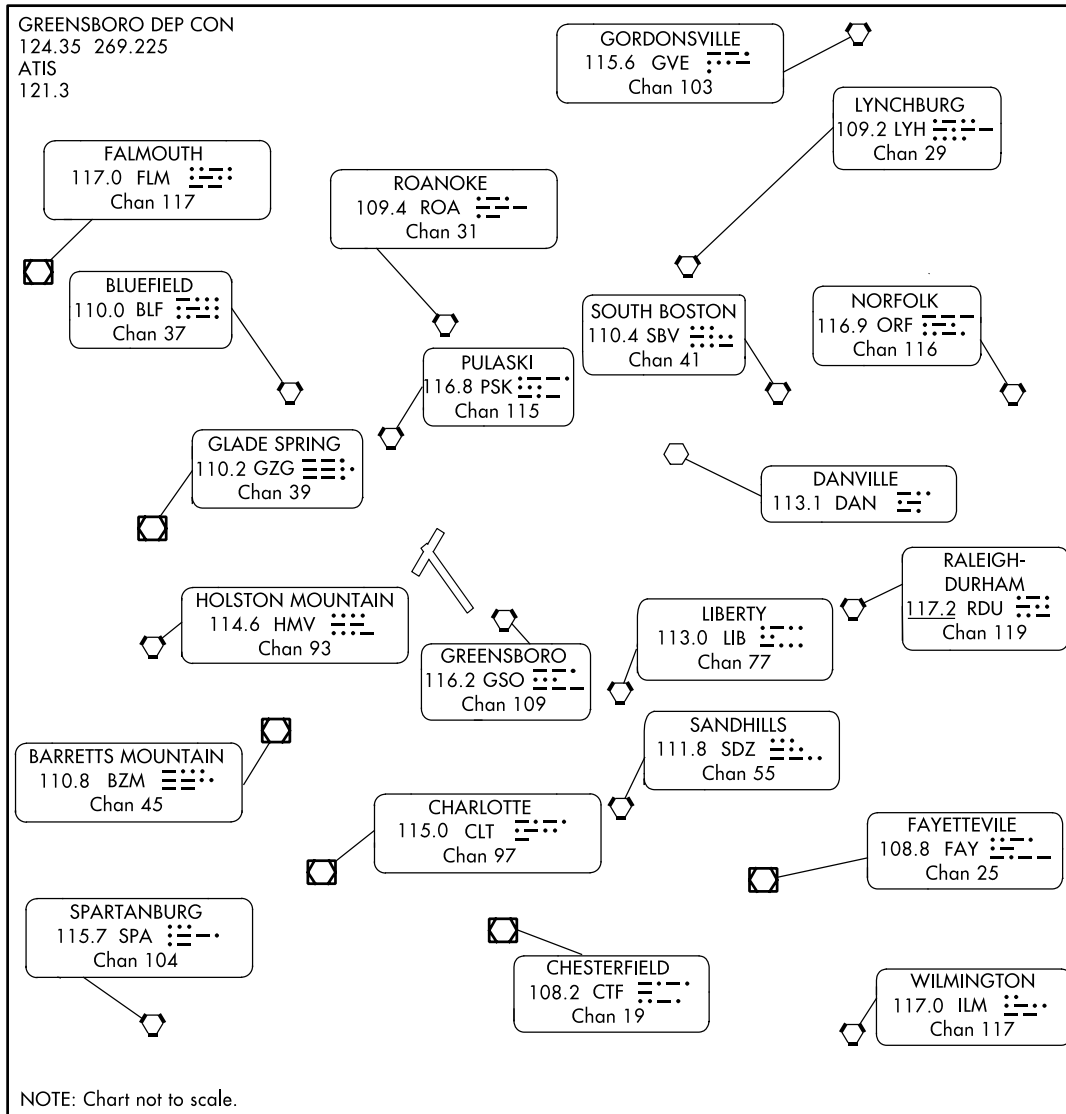 GREENSBORO DEP CON
124.35 269.225
ATIS
121.3
GORDONSVILLE
115.6 GVE
Chan 103
LYNCHBURG
109.2 LYH
Chan 29
FALMOUTH
117.0 FLM
Chan 117
ROANOKE
109.4 ROA
Chan 31
BLUEFIELD
110.0 BLF
Chan 37
SOUTH BOSTON
110.4 SBV
Chan 41
NORFOLK
116.9 ORF
Chan 116
PULASKI
116.8 PSK
Chan 115
GLADE SPRING
110.2 GZG
Chan 39
DANVILLE
113.1 DAN
RALEIGH-
DURHAM
117.2 RDU
Chan 119
HOLSTON MOUNTAIN
114.6 HMV
Chan 93
LIBERTY
113.0 LIB
Chan 77
GREENSBORO
116.2 GSO
Chan 109
SANDHILLS
111.8 SDZ
Chan 55
BARRETTS MOUNTAIN
110.8 BZM
Chan 45
CHARLOTTE
115.0 CLT
Chan 97
FAYETTEVILE
108.8 FAY
Chan 25
SPARTANBURG
115.7 SPA
Chan 104
CHESTERFIELD
108.2 CTF
Chan 19
WILMINGTON
117.0 ILM
Chan 117
NOTE: Chart not to scale.